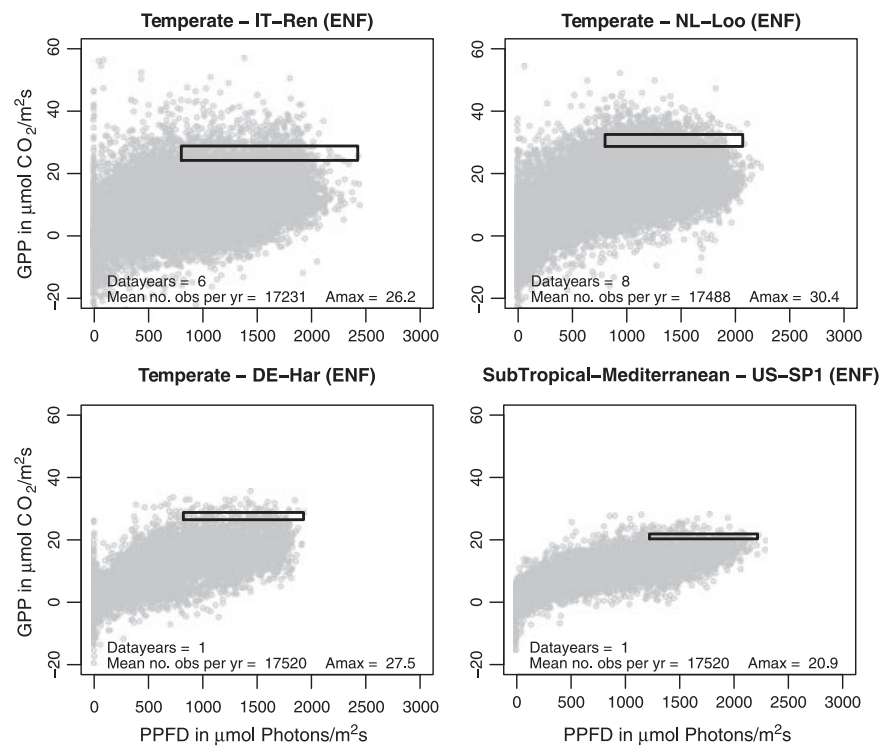 Temperate – IT–Ren (ENF)
GPP in μmol CO2/m2s
60
40
20
0
−20
Datayears = 6
Mean no. obs per yr = 17231 Amax = 26.2
0 500 1000 1500 2000 2500 3000
Temperate – NL–Loo (ENF)
60
40
20
0
−20
Datayears = 8
Mean no. obs per yr = 17488 Amax = 30.4
0 500 1000 1500 2000 2500 3000
Temperate – DE–Har (ENF)
GPP in μmol CO2/m2s
60
40
20
0
−20
Datayears = 1
Mean no. obs per yr = 17520 Amax = 27.5
0 500 1000 1500 2000 2500 3000
PPFD in μmol Photons/m2s
SubTropical–Mediterranean – US–SP1 (ENF)
60
40
20
0
−20
Datayears = 1
Mean no. obs per yr = 17520 Amax = 20.9
0 500 1000 1500 2000 2500 3000
PPFD in μmol Photons/m2s